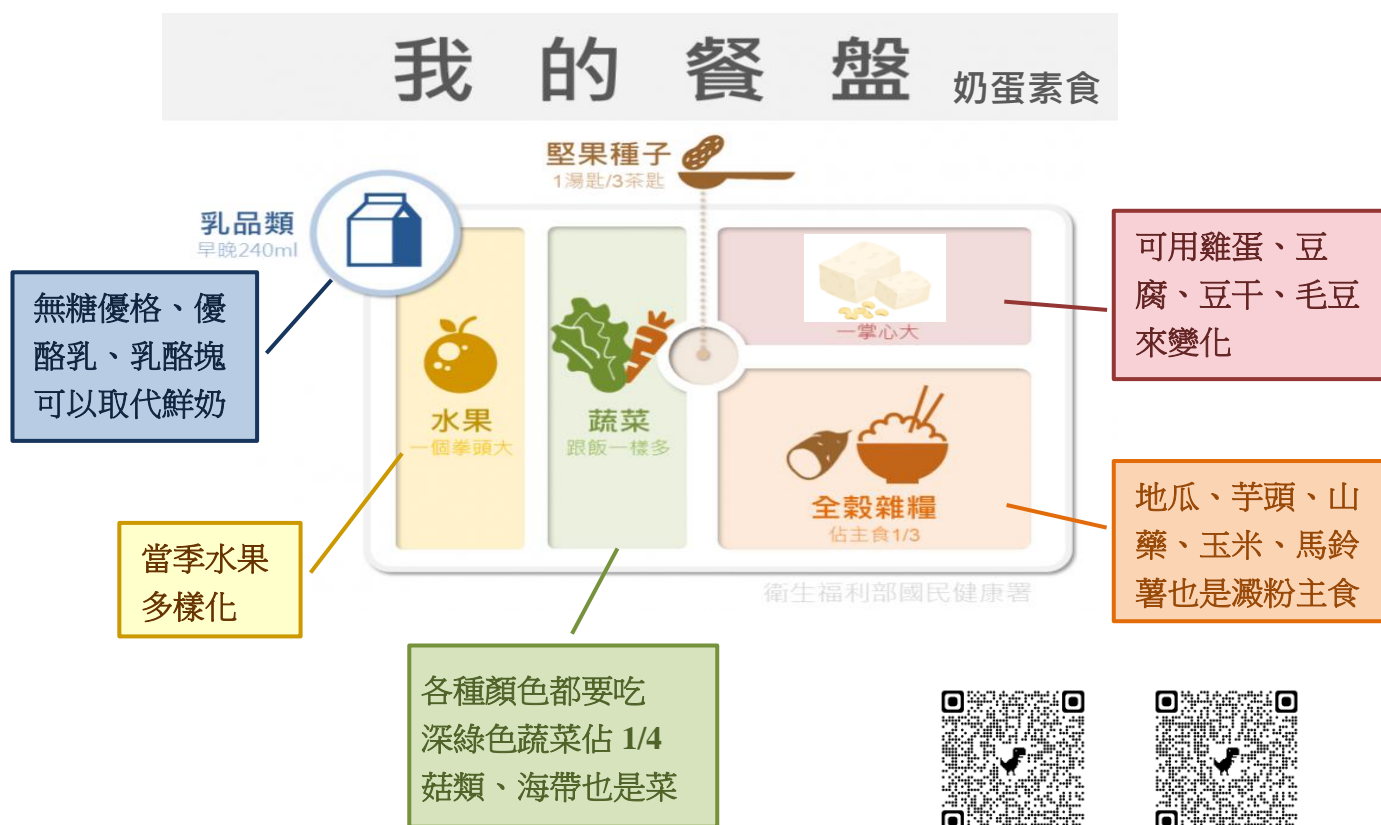 我的餐盤 奶蛋素食
堅果種子
1湯匙/3茶匙
乳品類
早晚240ml
無糖優格、優
酪乳、乳酪塊
可以取代鮮奶
水果
一個拳頭大
蔬菜
跟飯一樣多
一掌心大
可用雞蛋、豆
腐、豆干、毛豆
來變化
全穀雜糧
佔主食1/3
地瓜、芋頭、山
藥、玉米、馬鈴
薯也是澱粉主食
衛生福利部國民健康署
當季水果
多樣化
各種顏色都要吃
深綠色蔬菜佔 1/4
菇類、海帶也是菜